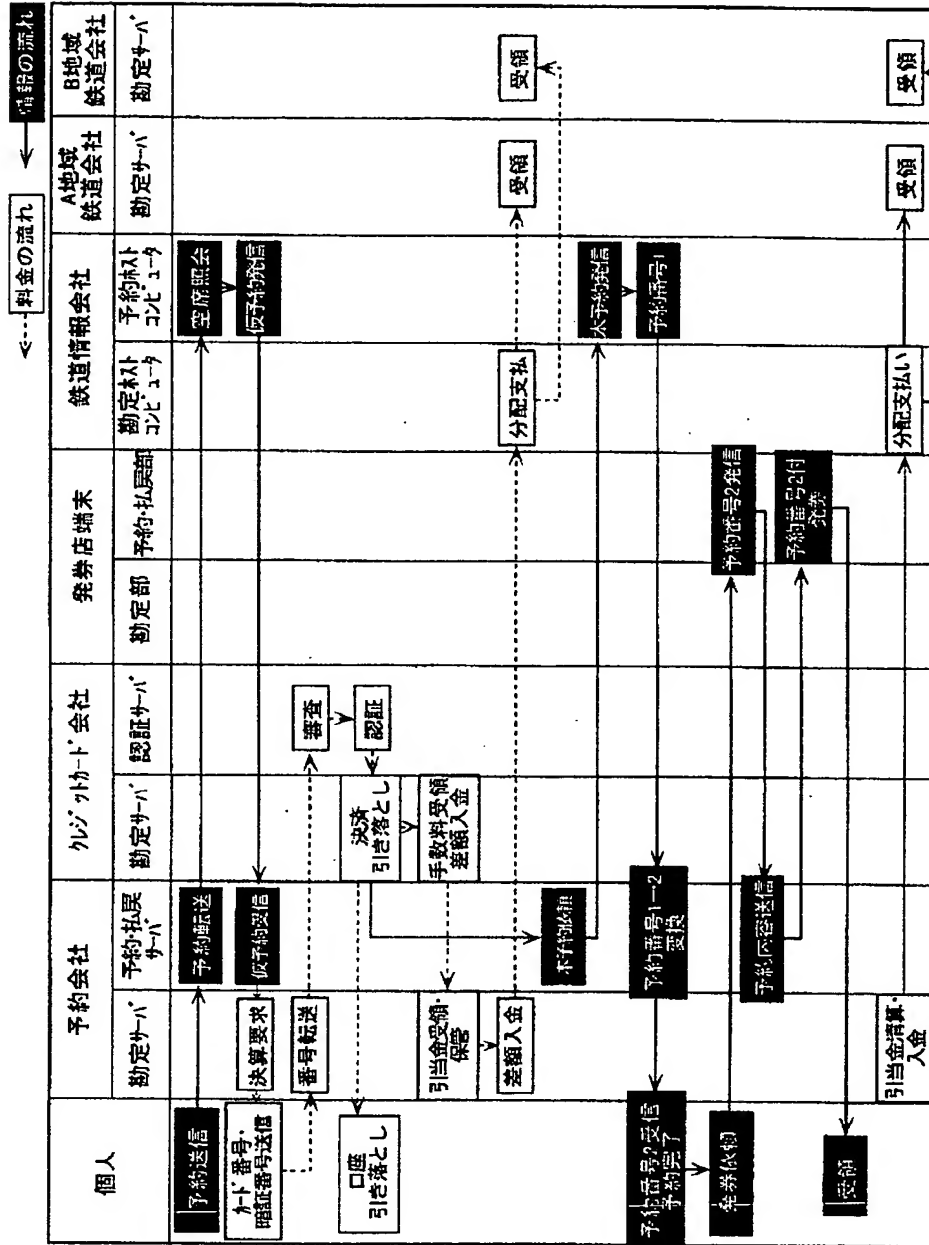 料金の流れ
情報の流れ
個人
予約会社
クレジットカード会社
発券店端末
鉄道情報会社
A地域
鉄道会社
B地域
鉄道会社
勘定サーバ
予約・払戻
サーバ
勘定サーバ
認証サーバ
勘定部
予約・払戻部
勘定ホスト
コンピュータ
予約ホスト
コンピュータ
勘定サーバ
勘定サーバ
予約送信
予約転送
空席照会
カード番号・
暗証番号送信
決算要求
仮予約受信
仮予約発信
番号転送
審査
口座
引き落とし
決済
引き落とし
認証
引当金受領・
保管
手数料受領
差額入金
差額入金
分配支払
受領
受領
本予約依頼
本予約発信
予約番号2受信
予約完了
予約番号1−2
変換
予約番号1
発券依頼
予約番号2発信
予約内容送信
予約番号2付
発券
受領
引当金清算・
入金
分配支払い
受領
受領